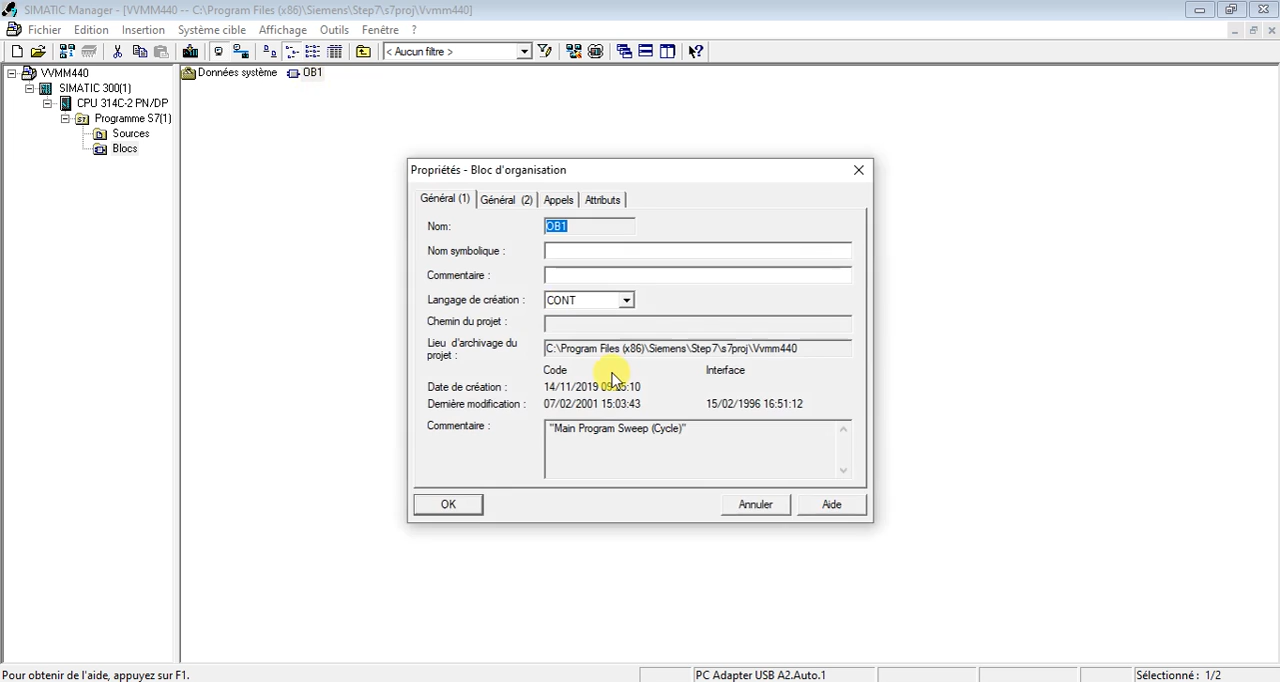 SIMATIC Manager - [VVMM440 -- C:\Program Files (x86)\Siemens\Step7\s7proj\Vvmm440]
Fichier Edition Insertion Système cible Affichage Outils Fenêtre ?
< Aucun filtre >
VVMM440
SIMATIC 300(1)
CPU 314C-2 PN/DP
Programme S7(1)
Sources
Blocs
Données système OB1
Propriétés - Bloc d'organisation
Général (1) Général (2) Appels Attributs
Nom: OB1
Nom symbolique :
Commentaire :
Langage de création : CONT
Chemin du projet :
Lieu d'archivage du projet : C:\Program Files (x86)\Siemens\Step7\s7proj\Vvmm440
Code Interface
Date de création : 14/11/2019
Dernière modification : 07/02/2001 15:03:43 15/02/1996 16:51:12
Commentaire : "Main Program Sweep (Cycle)"
OK Annuler Aide
Pour obtenir de l'aide, appuyez sur F1.
PC Adapter USB A2.Auto.1
Sélectionné : 1/2